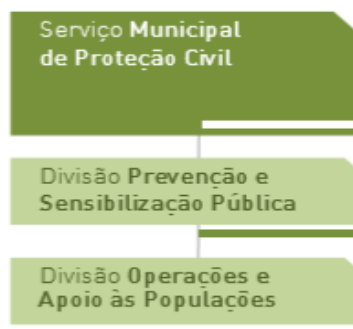 Serviço Municipal
de Proteção Civil
Divisão Prevenção e
Sensibilização Pública
Divisão Operações e
Apoio às Populações